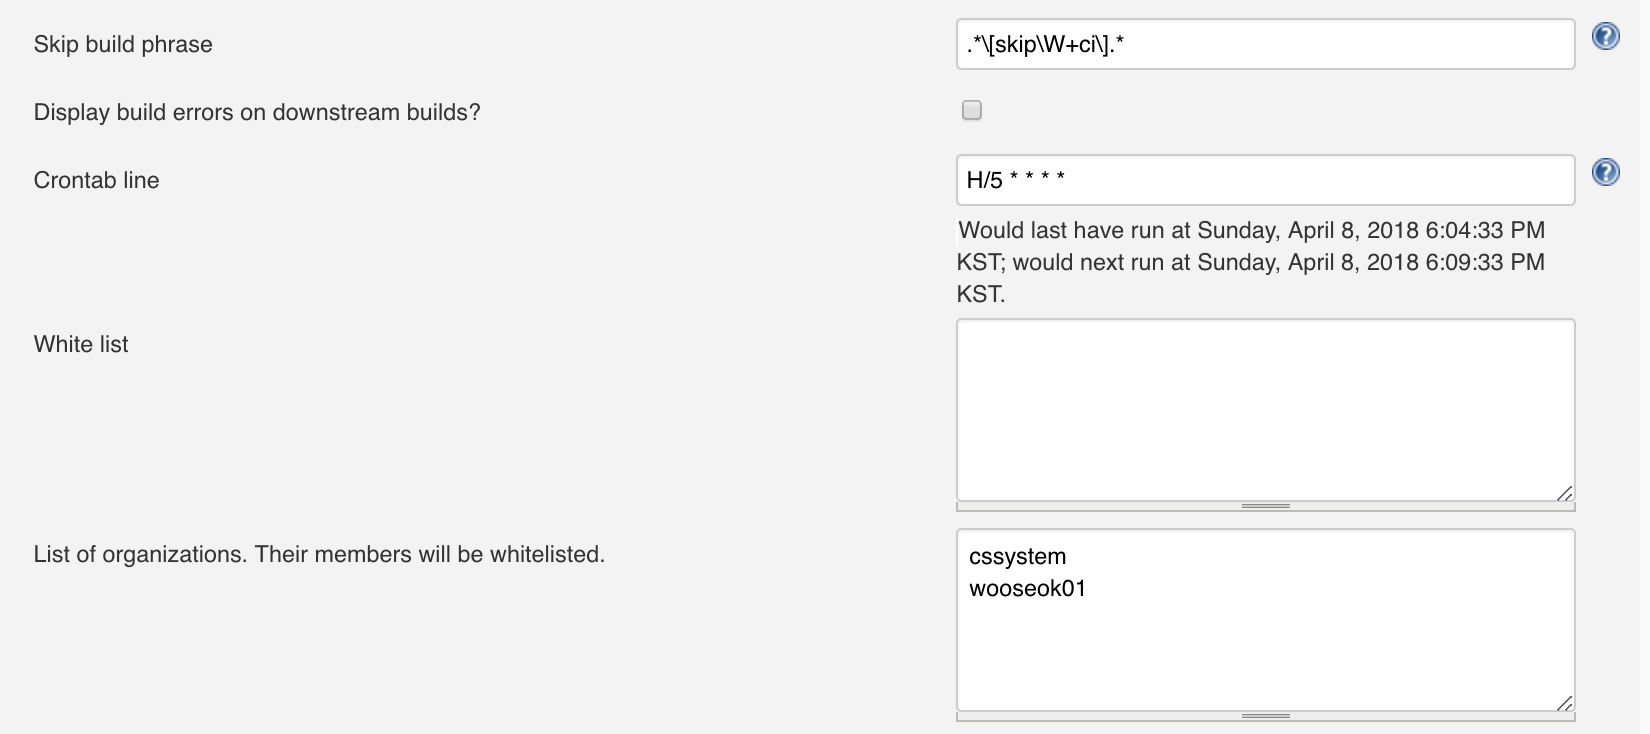 Skip build phrase
.*\[skip\W+ci\].*
Display build errors on downstream builds?
Crontab line
H/5 * * * *
Would last have run at Sunday, April 8, 2018 6:04:33 PM
KST; would next run at Sunday, April 8, 2018 6:09:33 PM
KST.
White list
List of organizations. Their members will be whitelisted.
cssystem
wooseok01